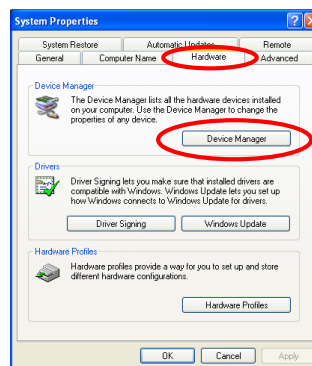 System Properties
System Restore Automatic Updates Remote
General Computer Name Hardware Advanced
Device Manager
The Device Manager lists all the hardware devices installed
on your computer. Use the Device Manager to change the
properties of any device.
Device Manager
Drivers
Driver Signing lets you make sure that installed drivers are
compatible with Windows. Windows Update lets you set up
how Windows connects to Windows Update for drivers.
Driver Signing Windows Update
Hardware Profiles
Hardware profiles provide a way for you to set up and store
different hardware configurations.
Hardware Profiles
OK Cancel Apply